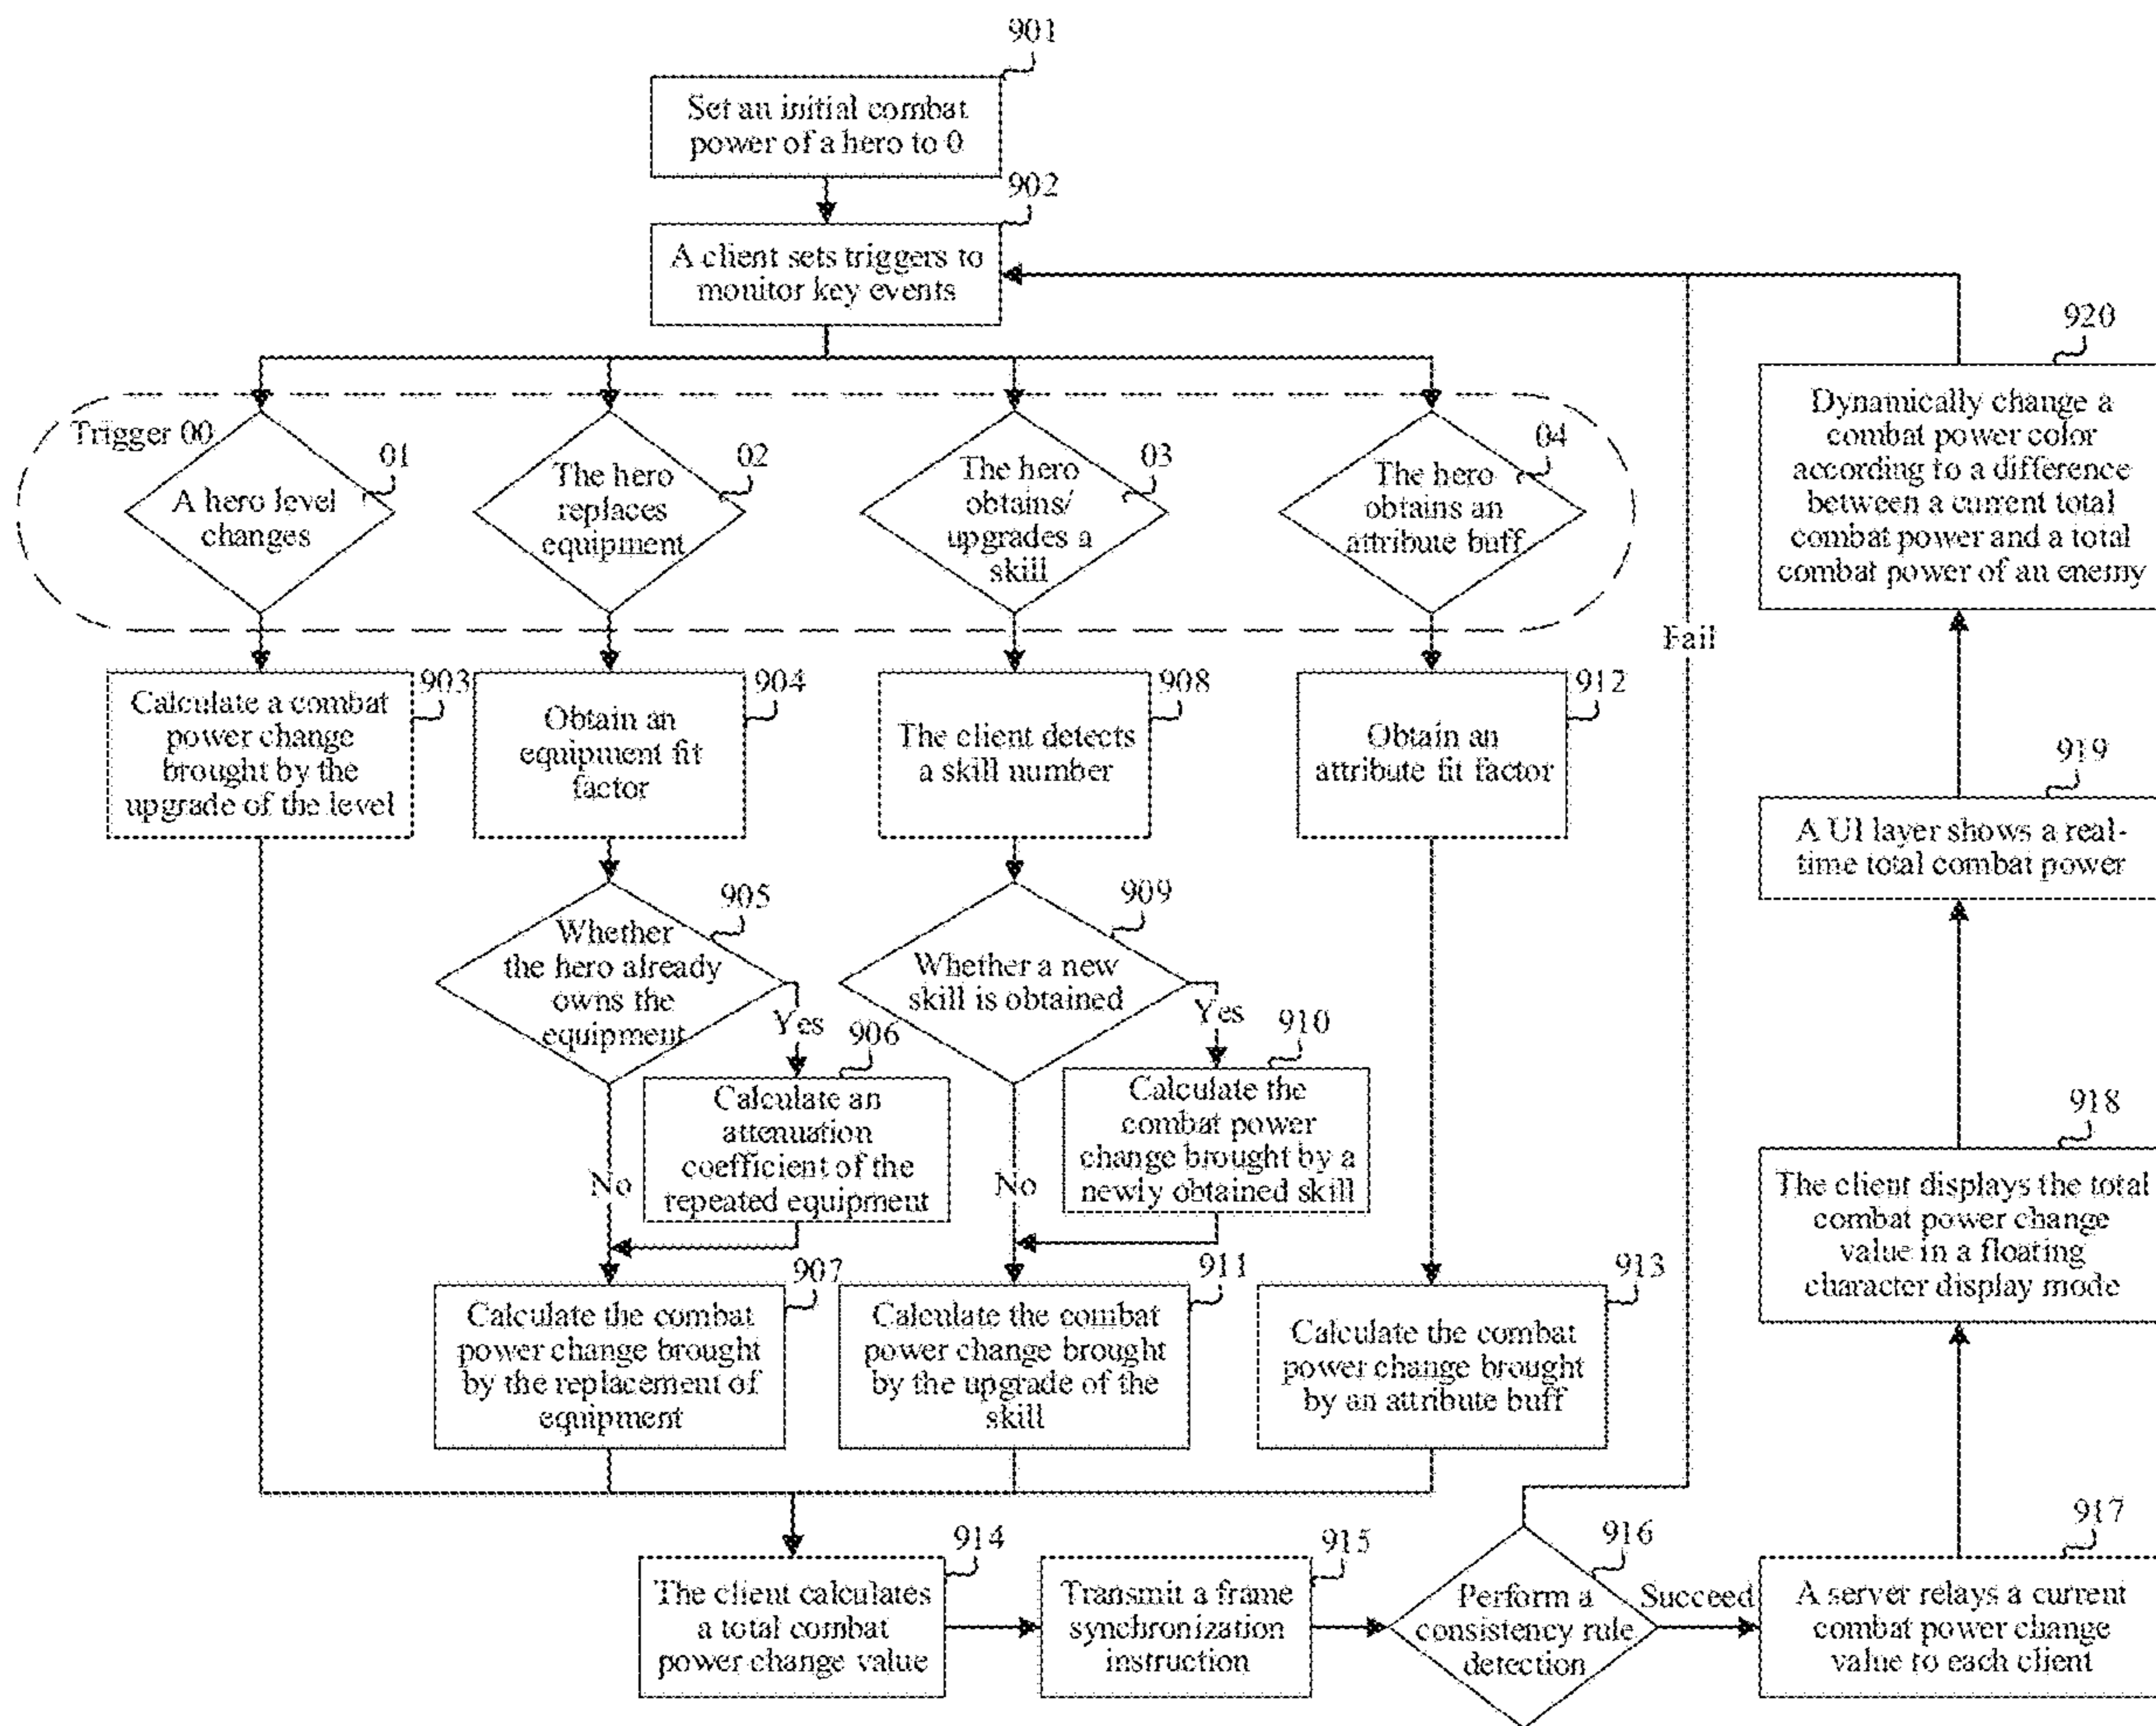 901
Set an initial combat
power of a hero to 0
902
A client sets triggers to
monitor key events
Trigger 00
01
A hero level
changes
02
The hero
replaces
equipment
03
The hero
obtains/
upgrades a
skill
04
The hero
obtains an
attribute buff
903
Calculate a combat
power change
brought by the
upgrade of the level
904
Obtain an
equipment fit
factor
908
The client detects
a skill number
912
Obtain an
attribute fit factor
905
Whether
the hero already
owns the
equipment
Yes
906
Calculate an
attenuation
coefficient of the
repeated equipment
No
909
Whether a new
skill is obtained
Yes
910
Calculate the
combat power
change brought by a
newly obtained skill
No
907
Calculate the combat
power change brought
by the replacement of
equipment
911
Calculate the combat
power change brought
by the upgrade of the
skill
913
Calculate the combat
power change brought
by an attribute buff
914
The client calculates
a total combat
power change value
915
Transmit a frame
synchronization
instruction
916
Perform a
consistency rule
detection
Fail
Succeed
917
A server relays a current
combat power change
value to each client
918
The client displays the total
combat power change
value in a floating
character display mode
919
A UI layer shows a real-
time total combat power
920
Dynamically change a
combat power color
according to a difference
between a current total
combat power and a total
combat power of an enemy